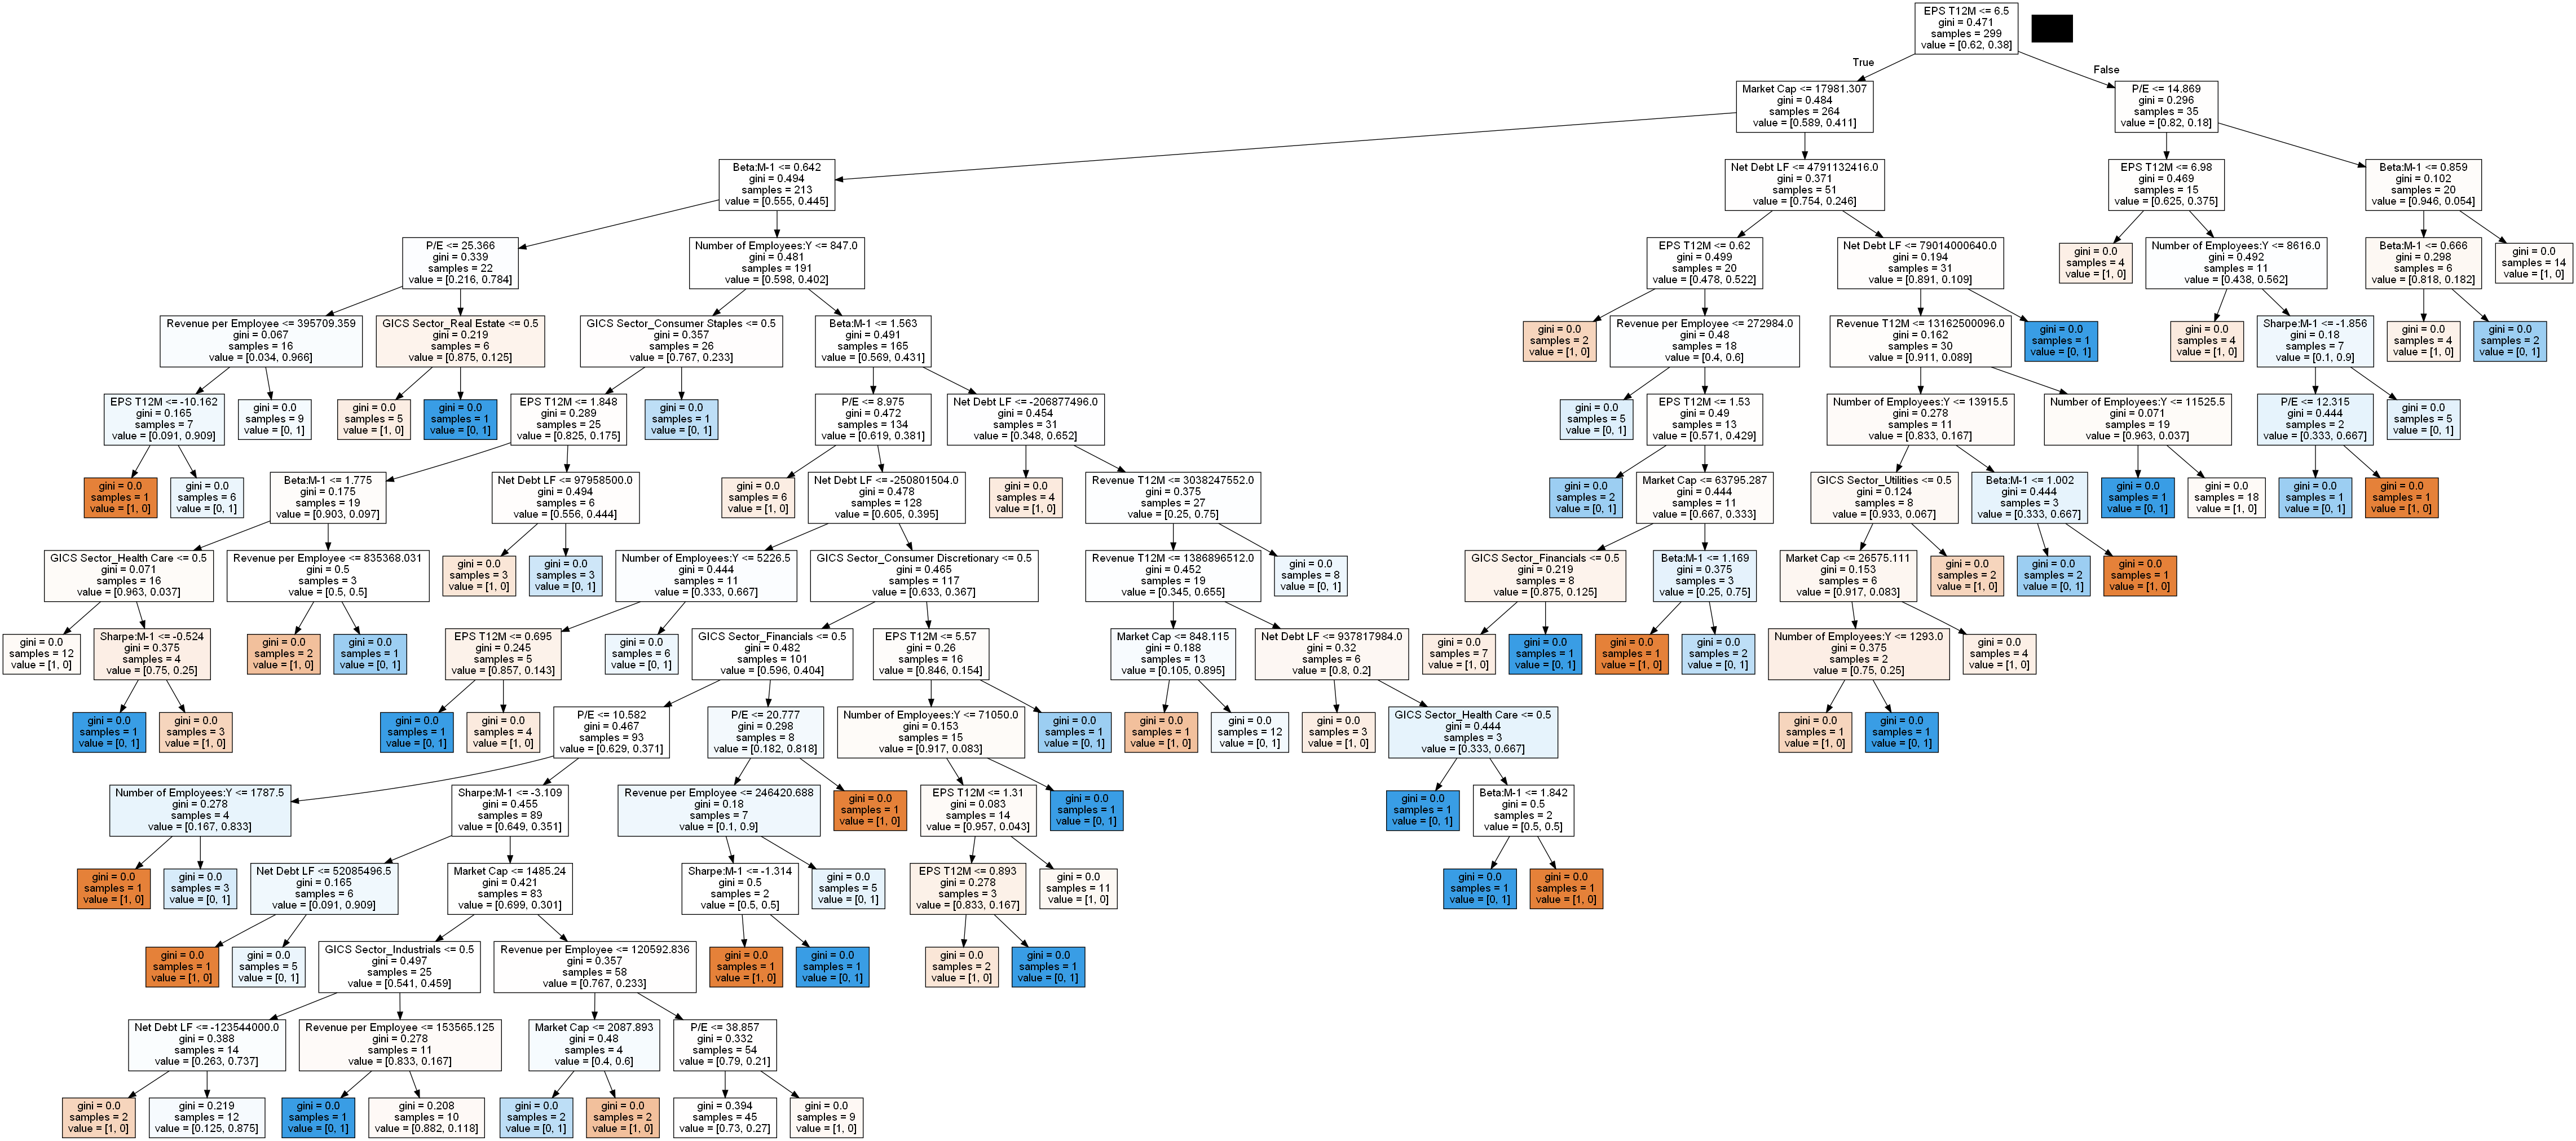 EPS T12M <= 6.5
gini = 0.471
samples = 299
value = [0.62, 0.38]
True
False
Market Cap <= 17981.307
gini = 0.484
samples = 264
value = [0.589, 0.411]
P/E <= 14.869
gini = 0.296
samples = 35
value = [0.82, 0.18]
Beta:M-1 <= 0.642
gini = 0.494
samples = 213
value = [0.555, 0.445]
Net Debt LF <= 4791132416.0
gini = 0.371
samples = 51
value = [0.754, 0.246]
EPS T12M <= 6.98
gini = 0.469
samples = 15
value = [0.625, 0.375]
Beta:M-1 <= 0.859
gini = 0.102
samples = 20
value = [0.946, 0.054]
P/E <= 25.366
gini = 0.339
samples = 22
value = [0.216, 0.784]
Number of Employees:Y <= 847.0
gini = 0.481
samples = 191
value = [0.598, 0.402]
EPS T12M <= 0.62
gini = 0.499
samples = 20
value = [0.478, 0.522]
Net Debt LF <= 79014000640.0
gini = 0.194
samples = 31
value = [0.891, 0.109]
gini = 0.0
samples = 4
value = [1, 0]
Number of Employees:Y <= 8616.0
gini = 0.492
samples = 11
value = [0.438, 0.562]
Beta:M-1 <= 0.666
gini = 0.298
samples = 6
value = [0.818, 0.182]
gini = 0.0
samples = 14
value = [1, 0]
Revenue per Employee <= 395709.359
gini = 0.067
samples = 16
value = [0.034, 0.966]
GICS Sector_Real Estate <= 0.5
gini = 0.219
samples = 6
value = [0.875, 0.125]
GICS Sector_Consumer Staples <= 0.5
gini = 0.357
samples = 26
value = [0.767, 0.233]
Beta:M-1 <= 1.563
gini = 0.491
samples = 165
value = [0.569, 0.431]
gini = 0.0
samples = 2
value = [1, 0]
Revenue per Employee <= 272984.0
gini = 0.48
samples = 18
value = [0.4, 0.6]
Revenue T12M <= 13162500096.0
gini = 0.162
samples = 30
value = [0.911, 0.089]
gini = 0.0
samples = 1
value = [0, 1]
gini = 0.0
samples = 4
value = [1, 0]
Sharpe:M-1 <= -1.856
gini = 0.18
samples = 7
value = [0.1, 0.9]
gini = 0.0
samples = 4
value = [1, 0]
gini = 0.0
samples = 2
value = [0, 1]
EPS T12M <= -10.162
gini = 0.165
samples = 7
value = [0.091, 0.909]
gini = 0.0
samples = 9
value = [0, 1]
gini = 0.0
samples = 5
value = [1, 0]
gini = 0.0
samples = 1
value = [0, 1]
EPS T12M <= 1.848
gini = 0.289
samples = 25
value = [0.825, 0.175]
gini = 0.0
samples = 1
value = [0, 1]
P/E <= 8.975
gini = 0.472
samples = 134
value = [0.619, 0.381]
Net Debt LF <= -206877496.0
gini = 0.454
samples = 31
value = [0.348, 0.652]
gini = 0.0
samples = 5
value = [0, 1]
EPS T12M <= 1.53
gini = 0.49
samples = 13
value = [0.571, 0.429]
Number of Employees:Y <= 13915.5
gini = 0.278
samples = 11
value = [0.833, 0.167]
Number of Employees:Y <= 11525.5
gini = 0.071
samples = 19
value = [0.963, 0.037]
P/E <= 12.315
gini = 0.444
samples = 2
value = [0.333, 0.667]
gini = 0.0
samples = 5
value = [0, 1]
gini = 0.0
samples = 1
value = [1, 0]
gini = 0.0
samples = 6
value = [0, 1]
Beta:M-1 <= 1.775
gini = 0.175
samples = 19
value = [0.903, 0.097]
Net Debt LF <= 97958500.0
gini = 0.494
samples = 6
value = [0.556, 0.444]
gini = 0.0
samples = 6
value = [1, 0]
Net Debt LF <= -250801504.0
gini = 0.478
samples = 128
value = [0.605, 0.395]
gini = 0.0
samples = 4
value = [1, 0]
Revenue T12M <= 3038247552.0
gini = 0.375
samples = 27
value = [0.25, 0.75]
gini = 0.0
samples = 2
value = [0, 1]
Market Cap <= 63795.287
gini = 0.444
samples = 11
value = [0.667, 0.333]
GICS Sector_Utilities <= 0.5
gini = 0.124
samples = 8
value = [0.933, 0.067]
Beta:M-1 <= 1.002
gini = 0.444
samples = 3
value = [0.333, 0.667]
gini = 0.0
samples = 1
value = [0, 1]
gini = 0.0
samples = 18
value = [1, 0]
gini = 0.0
samples = 1
value = [0, 1]
gini = 0.0
samples = 1
value = [1, 0]
GICS Sector_Health Care <= 0.5
gini = 0.071
samples = 16
value = [0.963, 0.037]
Revenue per Employee <= 835368.031
gini = 0.5
samples = 3
value = [0.5, 0.5]
gini = 0.0
samples = 3
value = [1, 0]
gini = 0.0
samples = 3
value = [0, 1]
Number of Employees:Y <= 5226.5
gini = 0.444
samples = 11
value = [0.333, 0.667]
GICS Sector_Consumer Discretionary <= 0.5
gini = 0.465
samples = 117
value = [0.633, 0.367]
Revenue T12M <= 1386896512.0
gini = 0.452
samples = 19
value = [0.345, 0.655]
gini = 0.0
samples = 8
value = [0, 1]
GICS Sector_Financials <= 0.5
gini = 0.219
samples = 8
value = [0.875, 0.125]
Beta:M-1 <= 1.169
gini = 0.375
samples = 3
value = [0.25, 0.75]
Market Cap <= 26575.111
gini = 0.153
samples = 6
value = [0.917, 0.083]
gini = 0.0
samples = 2
value = [1, 0]
gini = 0.0
samples = 2
value = [0, 1]
gini = 0.0
samples = 1
value = [1, 0]
gini = 0.0
samples = 12
value = [1, 0]
Sharpe:M-1 <= -0.524
gini = 0.375
samples = 4
value = [0.75, 0.25]
gini = 0.0
samples = 2
value = [1, 0]
gini = 0.0
samples = 1
value = [0, 1]
EPS T12M <= 0.695
gini = 0.245
samples = 5
value = [0.857, 0.143]
gini = 0.0
samples = 6
value = [0, 1]
GICS Sector_Financials <= 0.5
gini = 0.482
samples = 101
value = [0.596, 0.404]
EPS T12M <= 5.57
gini = 0.26
samples = 16
value = [0.846, 0.154]
Market Cap <= 848.115
gini = 0.188
samples = 13
value = [0.105, 0.895]
Net Debt LF <= 937817984.0
gini = 0.32
samples = 6
value = [0.8, 0.2]
gini = 0.0
samples = 7
value = [1, 0]
gini = 0.0
samples = 1
value = [0, 1]
gini = 0.0
samples = 1
value = [1, 0]
gini = 0.0
samples = 2
value = [0, 1]
Number of Employees:Y <= 1293.0
gini = 0.375
samples = 2
value = [0.75, 0.25]
gini = 0.0
samples = 4
value = [1, 0]
gini = 0.0
samples = 1
value = [0, 1]
gini = 0.0
samples = 3
value = [1, 0]
gini = 0.0
samples = 1
value = [0, 1]
gini = 0.0
samples = 4
value = [1, 0]
P/E <= 10.582
gini = 0.467
samples = 93
value = [0.629, 0.371]
P/E <= 20.777
gini = 0.298
samples = 8
value = [0.182, 0.818]
Number of Employees:Y <= 71050.0
gini = 0.153
samples = 15
value = [0.917, 0.083]
gini = 0.0
samples = 1
value = [0, 1]
gini = 0.0
samples = 1
value = [1, 0]
gini = 0.0
samples = 12
value = [0, 1]
gini = 0.0
samples = 3
value = [1, 0]
GICS Sector_Health Care <= 0.5
gini = 0.444
samples = 3
value = [0.333, 0.667]
gini = 0.0
samples = 1
value = [1, 0]
gini = 0.0
samples = 1
value = [0, 1]
Number of Employees:Y <= 1787.5
gini = 0.278
samples = 4
value = [0.167, 0.833]
Sharpe:M-1 <= -3.109
gini = 0.455
samples = 89
value = [0.649, 0.351]
Revenue per Employee <= 246420.688
gini = 0.18
samples = 7
value = [0.1, 0.9]
gini = 0.0
samples = 1
value = [1, 0]
EPS T12M <= 1.31
gini = 0.083
samples = 14
value = [0.957, 0.043]
gini = 0.0
samples = 1
value = [0, 1]
gini = 0.0
samples = 1
value = [0, 1]
Beta:M-1 <= 1.842
gini = 0.5
samples = 2
value = [0.5, 0.5]
gini = 0.0
samples = 1
value = [1, 0]
gini = 0.0
samples = 3
value = [0, 1]
Net Debt LF <= 52085496.5
gini = 0.165
samples = 6
value = [0.091, 0.909]
Market Cap <= 1485.24
gini = 0.421
samples = 83
value = [0.699, 0.301]
Sharpe:M-1 <= -1.314
gini = 0.5
samples = 2
value = [0.5, 0.5]
gini = 0.0
samples = 5
value = [0, 1]
EPS T12M <= 0.893
gini = 0.278
samples = 3
value = [0.833, 0.167]
gini = 0.0
samples = 11
value = [1, 0]
gini = 0.0
samples = 1
value = [0, 1]
gini = 0.0
samples = 1
value = [1, 0]
gini = 0.0
samples = 1
value = [1, 0]
gini = 0.0
samples = 5
value = [0, 1]
GICS Sector_Industrials <= 0.5
gini = 0.497
samples = 25
value = [0.541, 0.459]
Revenue per Employee <= 120592.836
gini = 0.357
samples = 58
value = [0.767, 0.233]
gini = 0.0
samples = 1
value = [1, 0]
gini = 0.0
samples = 1
value = [0, 1]
gini = 0.0
samples = 2
value = [1, 0]
gini = 0.0
samples = 1
value = [0, 1]
Net Debt LF <= -123544000.0
gini = 0.388
samples = 14
value = [0.263, 0.737]
Revenue per Employee <= 153565.125
gini = 0.278
samples = 11
value = [0.833, 0.167]
Market Cap <= 2087.893
gini = 0.48
samples = 4
value = [0.4, 0.6]
P/E <= 38.857
gini = 0.332
samples = 54
value = [0.79, 0.21]
gini = 0.0
samples = 2
value = [1, 0]
gini = 0.219
samples = 12
value = [0.125, 0.875]
gini = 0.0
samples = 1
value = [0, 1]
gini = 0.208
samples = 10
value = [0.882, 0.118]
gini = 0.0
samples = 2
value = [0, 1]
gini = 0.0
samples = 2
value = [1, 0]
gini = 0.394
samples = 45
value = [0.73, 0.27]
gini = 0.0
samples = 9
value = [1, 0]